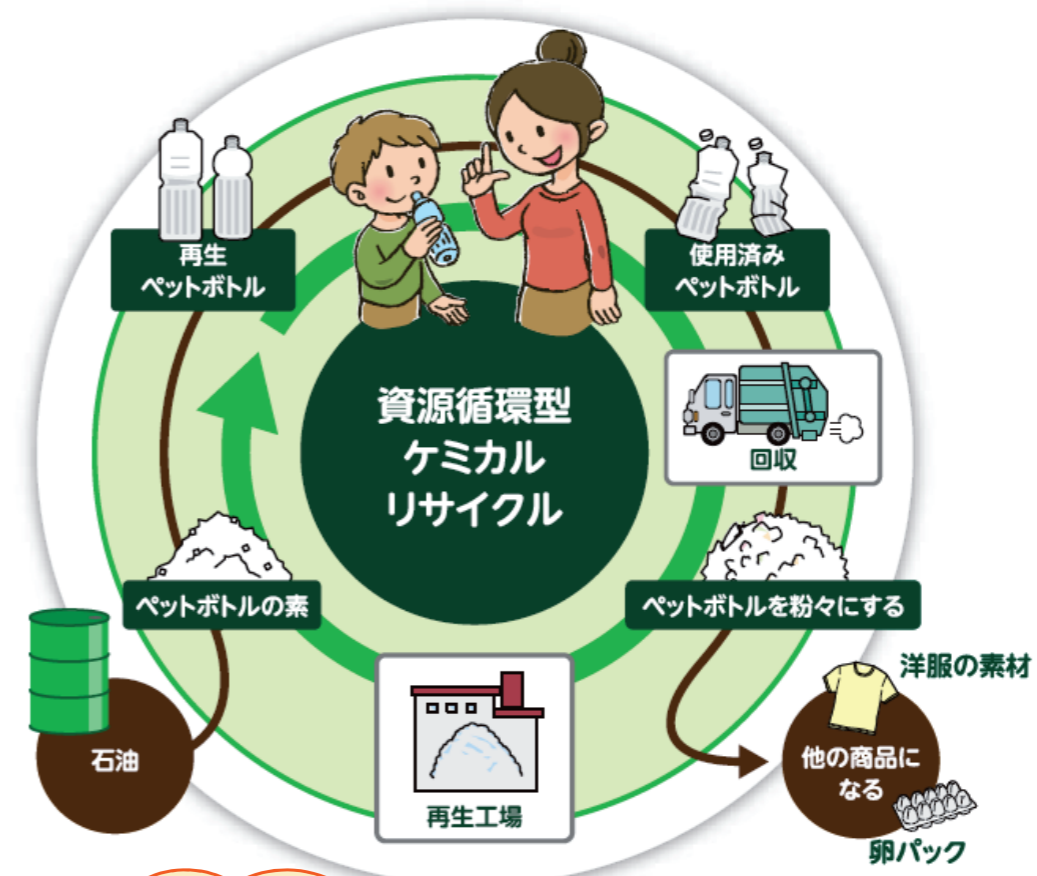 再生
ペットボトル
使用済み
ペットボトル
資源循環型
ケミカル
リサイクル
回収
ペットボトルの素
ペットボトルを粉々にする
石油
再生工場
洋服の素材
他の商品に
なる
卵パック